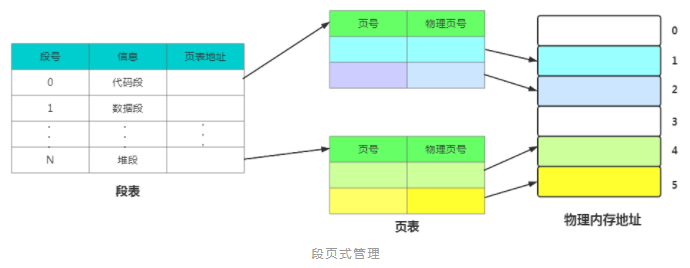 段号 信息 页表地址
0 代码段
1 数据段
N 堆段
段表
页号 物理页号
页号 物理页号
页表
0
1
2
3
4
5
物理内存地址
段页式管理